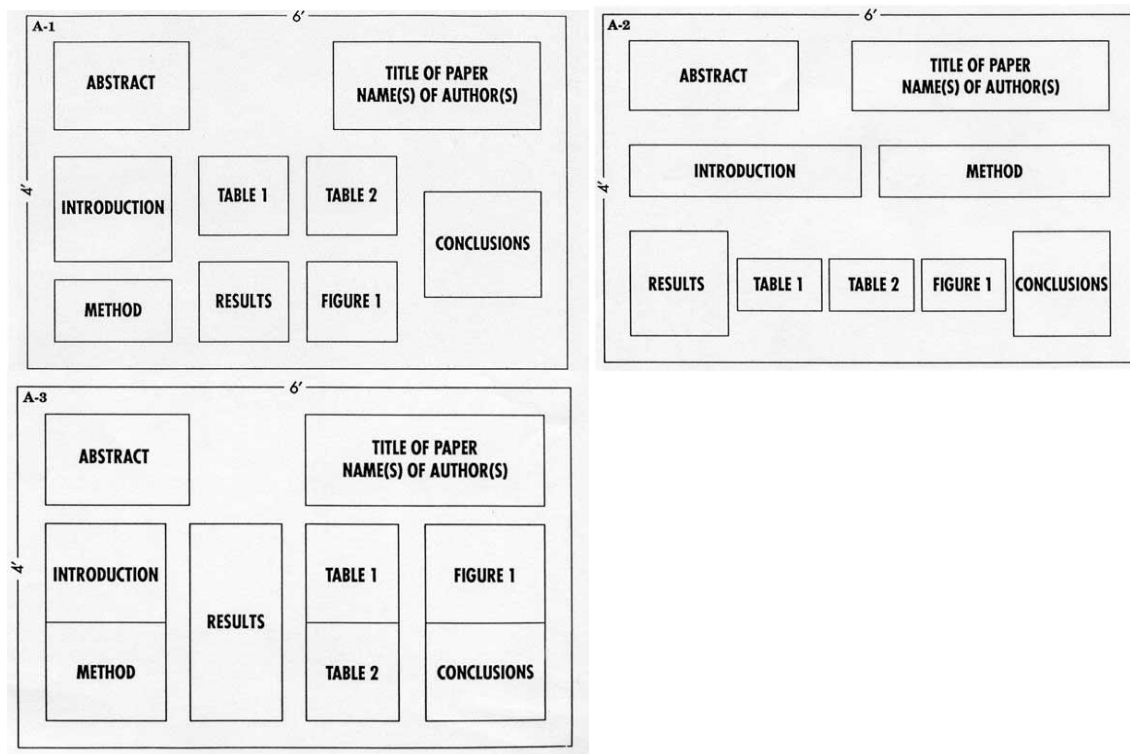 A-1
6′
ABSTRACT
TITLE OF PAPER
NAME(S) OF AUTHOR(S)
4′
INTRODUCTION
TABLE 1
TABLE 2
CONCLUSIONS
METHOD
RESULTS
FIGURE 1
A-2
6′
ABSTRACT
TITLE OF PAPER
NAME(S) OF AUTHOR(S)
4′
INTRODUCTION
METHOD
RESULTS
TABLE 1
TABLE 2
FIGURE 1
CONCLUSIONS
A-3
6′
ABSTRACT
TITLE OF PAPER
NAME(S) OF AUTHOR(S)
4′
INTRODUCTION
RESULTS
TABLE 1
FIGURE 1
METHOD
TABLE 2
CONCLUSIONS